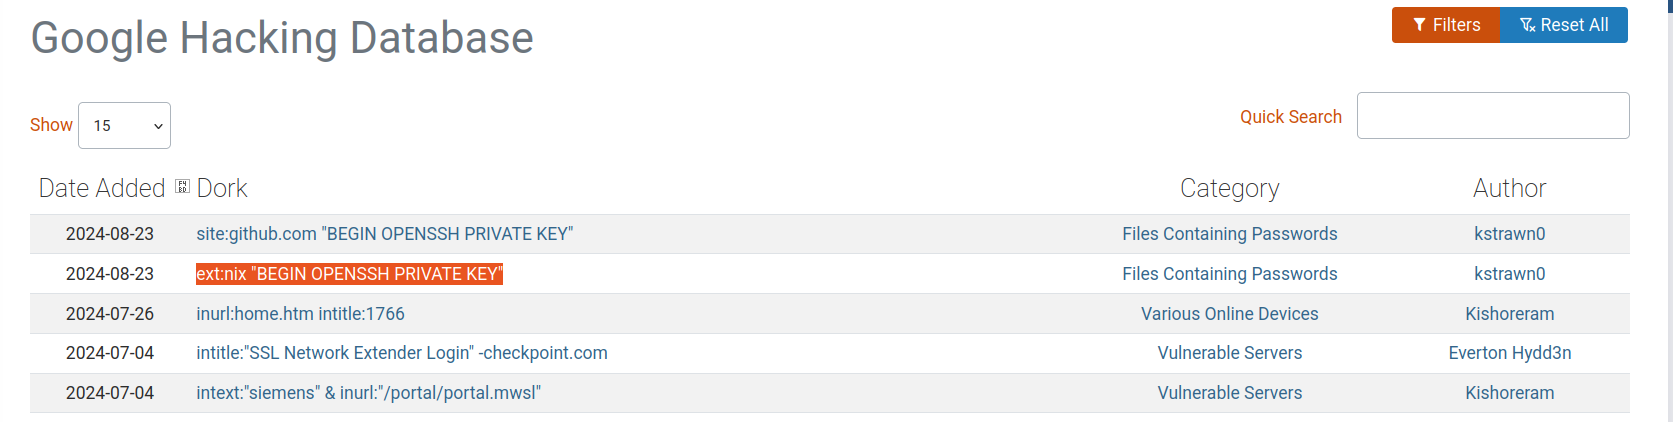 Google Hacking Database
Filters Reset All
Show 15 Quick Search
Date Added Dork Category Author
2024-08-23 site:github.com "BEGIN OPENSSH PRIVATE KEY" Files Containing Passwords kstrawn0
2024-08-23 ext:nix "BEGIN OPENSSH PRIVATE KEY" Files Containing Passwords kstrawn0
2024-07-26 inurl:home.htm intitle:1766 Various Online Devices Kishoreram
2024-07-04 intitle:"SSL Network Extender Login" -checkpoint.com Vulnerable Servers Everton Hydd3n
2024-07-04 intext:"siemens" & inurl:"/portal/portal.mwsl" Vulnerable Servers Kishoreram